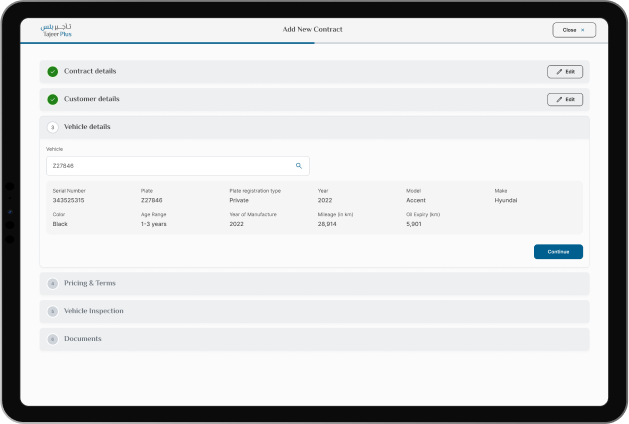 تأجير بلس
Tajeer Plus
Add New Contract
Close ×
Contract details
Edit
Customer details
Edit
3 Vehicle details
Vehicle
Z27846
Serial Number Plate Plate registration type Year Model Make
343525315 Z27846 Private 2022 Accent Hyundai
Color Age Range Year of Manufacture Mileage (in km) Oil Expiry (km)
Black 1-3 years 2022 28,914 5,901
Continue
4 Pricing & Terms
5 Vehicle Inspection
6 Documents